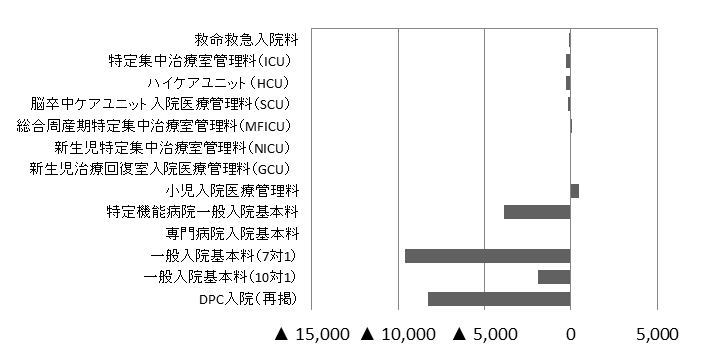 救命救急入院料
特定集中治療室管理料(ICU)
ハイケアユニット(HCU)
脳卒中ケアユニット入院医療管理料(SCU)
総合周産期特定集中治療室管理料(MFICU)
新生児特定集中治療室管理料(NICU)
新生児治療回復室入院医療管理料(GCU)
小児入院医療管理料
特定機能病院一般入院基本料
専門病院入院基本料
一般入院基本料(7対1)
一般入院基本料(10対1)
DPC入院(再掲)
▲ 15,000 ▲ 10,000 ▲ 5,000 0 5,000